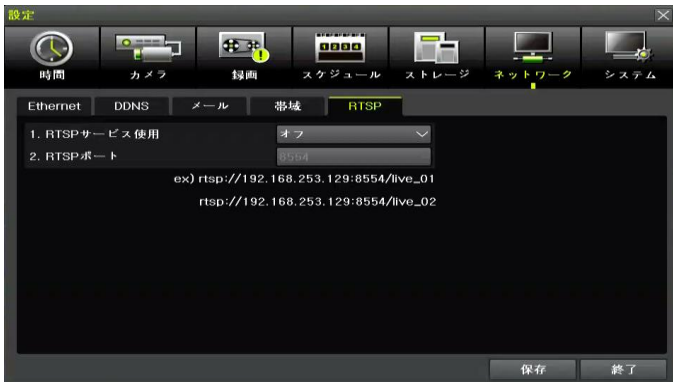 設定
時間 カメラ 録画 スケジュール ストレージ ネットワーク システム
Ethernet DDNS メール 帯域 RTSP
1. RTSPサービス使用 オフ
2. RTSPポート 8554
ex) rtsp://192.168.253.129:8554/live_01
rtsp://192.168.253.129:8554/live_02
保存 終了